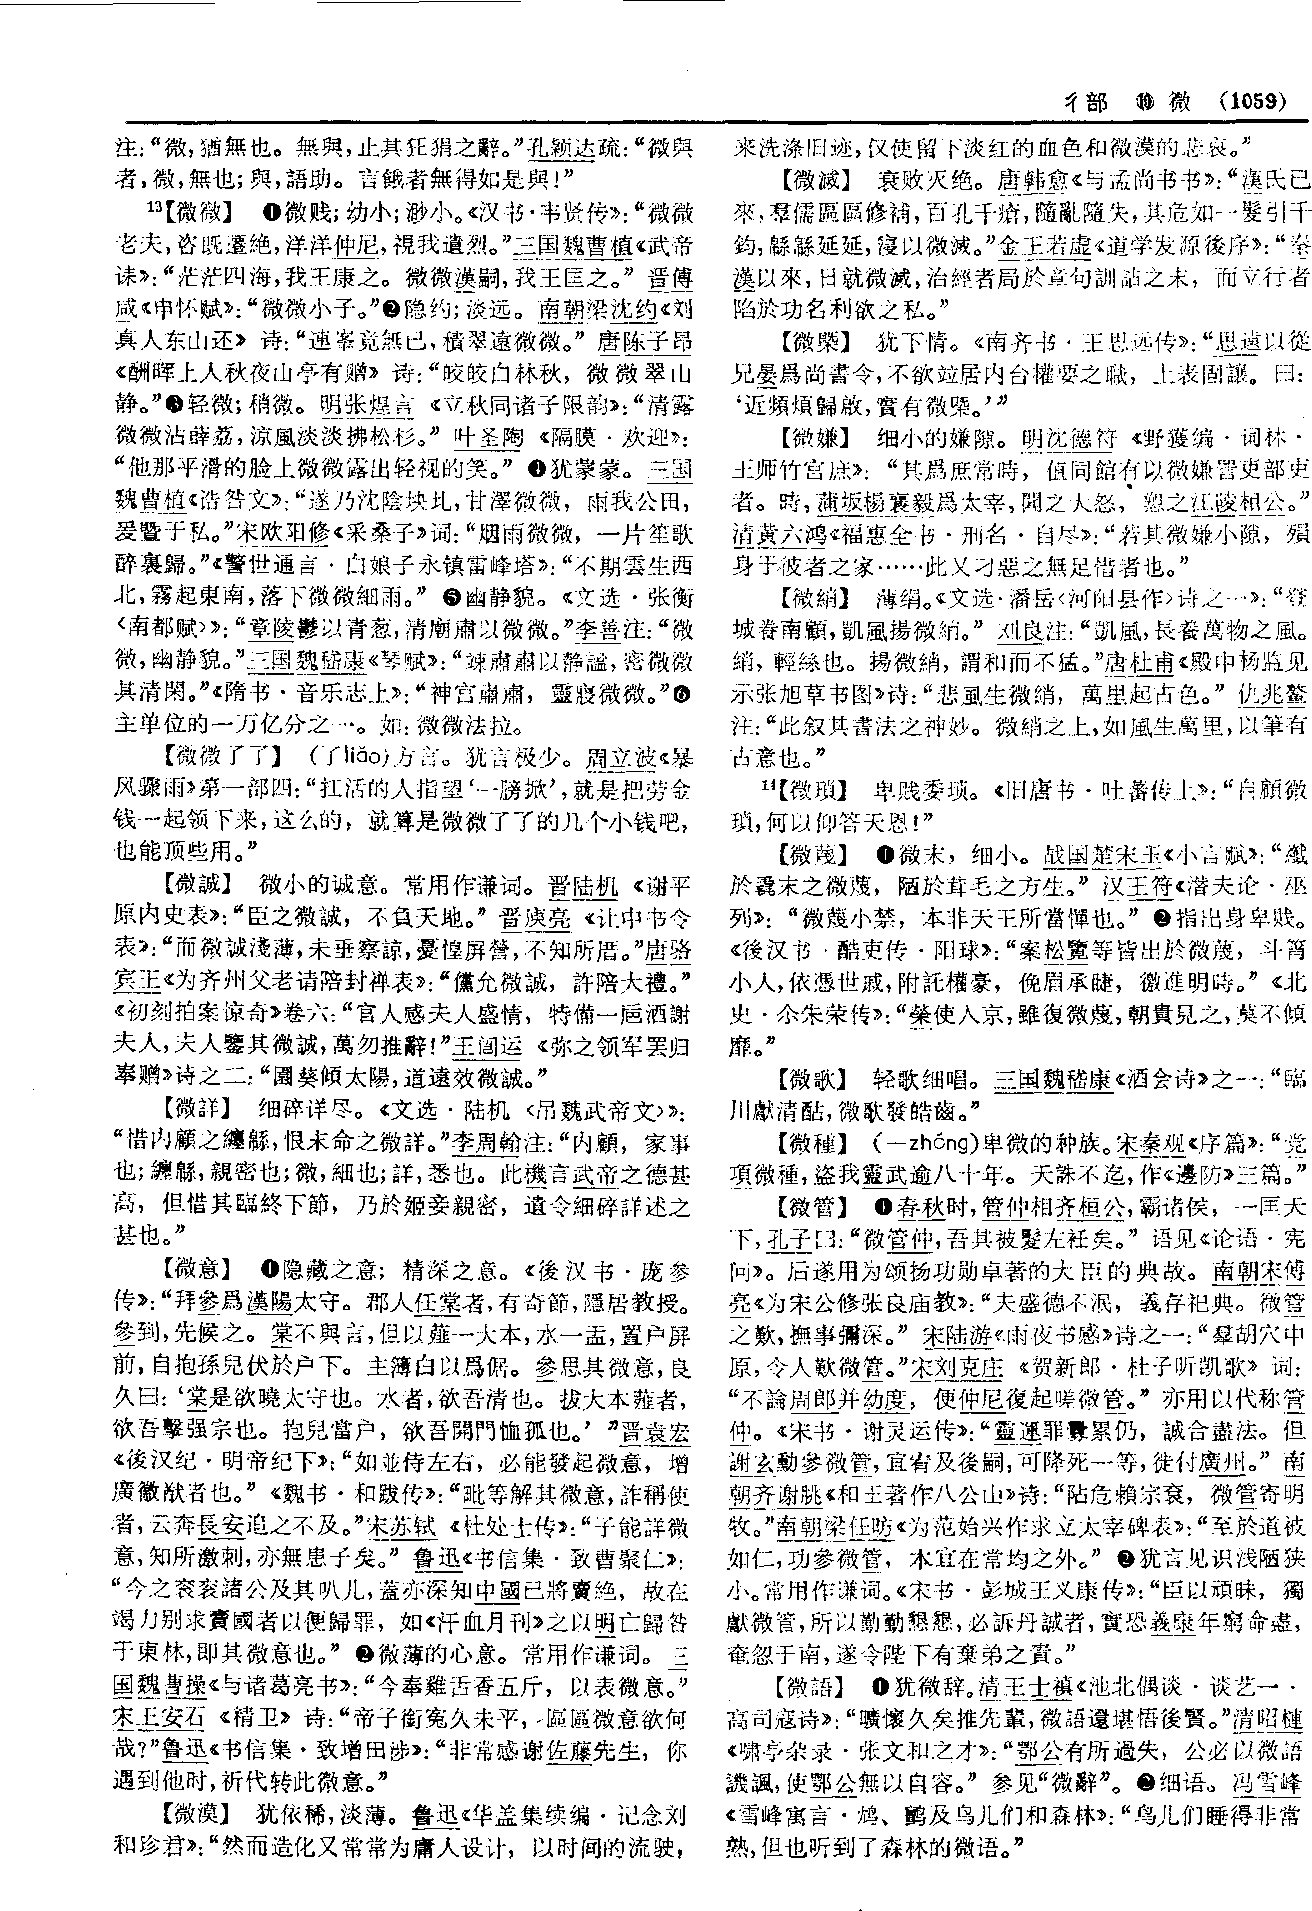 彳部 ⑩ 微 (1059)
注：“微，猶無也。無與，止其狂狷之辭。”孔颖达疏：“微與
者，微，無也；與，語助。言餓者無得如是與！”
13【微微】 ❶微贱；幼小；渺小。《汉书·韦贤传》：“微微
老夫，咨既遷絶，洋洋仲尼，視我遺烈。”三国魏曹植《武帝
诔》：“茫茫四海，我王康之。微微漢嗣，我王匡之。” 晋傅
咸《申怀赋》：“微微小子。”❷隐约；淡远。南朝梁沈约《刘
真人东山还》诗：“連峯竟無已，積翠遠微微。” 唐陈子昂
《酬晖上人秋夜山亭有赠》诗：“皎皎白林秋，微微翠山
静。”❸轻微；稍微。明张煌言《立秋同诸子限韵》：“清露
微微沾薜荔，涼風淡淡拂松杉。” 叶圣陶《隔膜·欢迎》：
“他那平滑的脸上微微露出轻视的笑。” ❹犹蒙蒙。三国
魏曹植《诰咎文》：“遂乃沈陰坱圠，甘澤微微，雨我公田，
爰暨于私。”宋欧阳修《采桑子》词：“烟雨微微，一片笙歌
醉裏歸。”《警世通言·白娘子永镇雷峰塔》：“不期雲生西
北，霧起東南，落下微微細雨。” ❺幽静貌。《文选·张衡
〈南都赋〉》：“章陵鬱以青葱，清廟肅以微微。”李善注：“微
微，幽静貌。”三国魏嵇康《琴赋》：“竦肅肅以静謐，密微微
其清閑。”《隋书·音乐志上》：“神宫肅肅，靈寢微微。”❻
主单位的一万亿分之一。如：微微法拉。
【微微了了】 （了liǎo）方言。犹言极少。周立波《暴
风骤雨》第一部四：“扛活的人指望‘一膀掀’，就是把劳金
钱一起领下来，这么的，就算是微微了了的几个小钱吧，
也能顶些用。”
【微誠】 微小的诚意。常用作谦词。晋陆机《谢平
原内史表》：“臣之微誠，不負天地。” 晋庾亮《让中书令
表》：“而微誠淺薄，未垂察諒，憂惶屏營，不知所厝。”唐骆
宾王《为齐州父老请陪封禅表》：“儻允微誠，許陪大禮。”
《初刻拍案惊奇》卷六：“官人感夫人盛情，特備一卮酒謝
夫人，夫人鑒其微誠，萬勿推辭！”王闿运《弥之领军罢归
奉赠》诗之二：“園葵傾太陽，道遠效微誠。”
【微詳】 细碎详尽。《文选·陆机〈吊魏武帝文〉》：
“惜内顧之纏緜，恨末命之微詳。”李周翰注：“内顧，家事
也；纏緜，親密也；微，細也；詳，悉也。此機言武帝之德甚
高，但惜其臨終下節，乃於姬妾親密，遺令細碎詳述之
甚也。”
【微意】 ❶隐藏之意；精深之意。《後汉书·庞参
传》：“拜參爲漢陽太守。郡人任棠者，有奇節，隱居教授。
參到，先候之。棠不與言，但以薤一大本，水一盂，置户屏
前，自抱孫兒伏於户下。主簿白以爲倨。參思其微意，良
久曰：‘棠是欲曉太守也。水者，欲吾清也。拔大本薤者，
欲吾擊强宗也。抱兒當户，欲吾開門恤孤也。’”晋袁宏
《後汉纪·明帝纪下》：“如並侍左右，必能發起微意，增
廣徽猷者也。”《魏书·和跋传》：“毗等解其微意，詐稱使
者，云奔長安追之不及。”宋苏轼《杜处士传》：“子能詳微
意，知所激刺，亦無患子矣。” 鲁迅《书信集·致曹聚仁》：
“今之衮衮諸公及其叭儿，蓋亦深知中國已將賣絶，故在
竭力别求賣國者以便歸罪，如《汗血月刊》之以明亡歸咎
于東林，即其微意也。” ❷微薄的心意。常用作谦词。三
国魏曹操《与诸葛亮书》：“今奉雞舌香五斤，以表微意。”
宋王安石《精卫》诗：“帝子銜冤久未平，區區微意欲何
哉？”鲁迅《书信集·致增田涉》：“非常感谢佐藤先生，你
遇到他时，祈代转此微意。”
【微漠】 犹依稀，淡薄。鲁迅《华盖集续编·记念刘
和珍君》：“然而造化又常常为庸人设计，以时间的流驶，
来洗涤旧迹，仅使留下淡红的血色和微漠的悲哀。”
【微滅】 衰败灭绝。唐韩愈《与孟尚书书》：“漢氏已
來，羣儒區區修補，百孔千瘡，隨亂隨失，其危如一髮引千
鈞，緜緜延延，寖以微滅。”金王若虚《道学发源後序》：“秦
漢以來，日就微滅，治經者局於章句訓詁之末，而立行者
陷於功名利欲之私。”
【微槩】 犹下情。《南齐书·王思远传》：“思遠以從
兄晏爲尚書令，不欲竝居内台權要之職，上表固讓。曰：
‘近頻煩歸啟，實有微槩。’”
【微嫌】 细小的嫌隙。明沈德符《野獲编·词林·
王师竹宫庶》：“其爲庶常時，值同館有以微嫌詈吏部吏
者。時，蒲坂楊襄毅爲太宰，聞之大怒，愬之江陵相公。”
清黄六鸿《福惠全书·刑名·自尽》：“若其微嫌小隙，殞
身于彼者之家……此又刁惡之無足惜者也。”
【微綃】 薄绢。《文选·潘岳〈河阳县作〉诗之一》：“登
城眷南顧，凱風揚微綃。” 刘良注：“凱風，長養萬物之風。
綃，輕絲也。揚微綃，謂和而不猛。”唐杜甫《殿中杨监见
示张旭草书图》诗：“悲風生微綃，萬里起古色。” 仇兆鳌
注：“此叙其書法之神妙。微綃之上，如風生萬里，以筆有
古意也。”
14【微瑣】 卑贱委琐。《旧唐书·吐蕃传上》：“自顧微
瑣，何以仰答天恩！”
【微蔑】 ❶微末，细小。战国楚宋玉《小言赋》：“纖
於毳末之微蔑，陋於茸毛之方生。” 汉王符《潜夫论·巫
列》：“微蔑小禁，本非天王所當憚也。” ❷指出身卑贱。
《後汉书·酷吏传·阳球》：“案松覽等皆出於微蔑，斗筲
小人，依憑世戚，附託權豪，俛眉承睫，徼進明時。”《北
史·尒朱荣传》：“榮使入京，雖復微蔑，朝貴見之，莫不傾
靡。”
【微歌】 轻歌细唱。三国魏嵇康《酒会诗》之一：“臨
川獻清酤，微歌發皓齒。”
【微種】 （—zhǒng）卑微的种族。宋秦观《序篇》：“党
項微種，盜我靈武逾八十年。天誅不迄，作《邊防》三篇。”
【微管】 ❶春秋时，管仲相齐桓公，霸诸侯，一匡天
下，孔子曰：“微管仲，吾其被髮左衽矣。” 语见《论语·宪
问》。后遂用为颂扬功勋卓著的大臣的典故。南朝宋傅
亮《为宋公修张良庙教》：“夫盛德不泯，義存祀典。微管
之歎，撫事彌深。” 宋陆游《雨夜书感》诗之一：“羣胡穴中
原，令人歎微管。”宋刘克庄《贺新郎·杜子昕凯歌》词：
“不論周郎并幼度，便仲尼復起嗟微管。” 亦用以代称管
仲。《宋书·谢灵运传》：“靈運罪釁累仍，誠合盡法。但
謝玄勳參微管，宜宥及後嗣，可降死一等，徙付廣州。” 南
朝齐谢朓《和王著作八公山》诗：“阽危賴宗衮，微管寄明
牧。”南朝梁任昉《为范始兴作求立太宰碑表》：“至於道被
如仁，功參微管，本宜在常均之外。” ❷犹言见识浅陋狭
小。常用作谦词。《宋书·彭城王义康传》：“臣以頑昧，獨
獻微管，所以勤勤懇懇，必訴丹誠者，實恐義康年窮命盡，
奄忽于南，遂令陛下有棄弟之責。”
【微語】 ❶犹微辞。清王士禛《池北偶谈·谈艺一·
高司寇诗》：“曠懷久矣推先輩，微語還堪悟後賢。”清昭槤
《啸亭杂录·张文和之才》：“鄂公有所過失，公必以微語
譏諷，使鄂公無以自容。” 参见“微辭”。❷细语。冯雪峰
《雪峰寓言·鸩、鹠及鸟儿们和森林》：“鸟儿们睡得非常
熟，但也听到了森林的微语。”